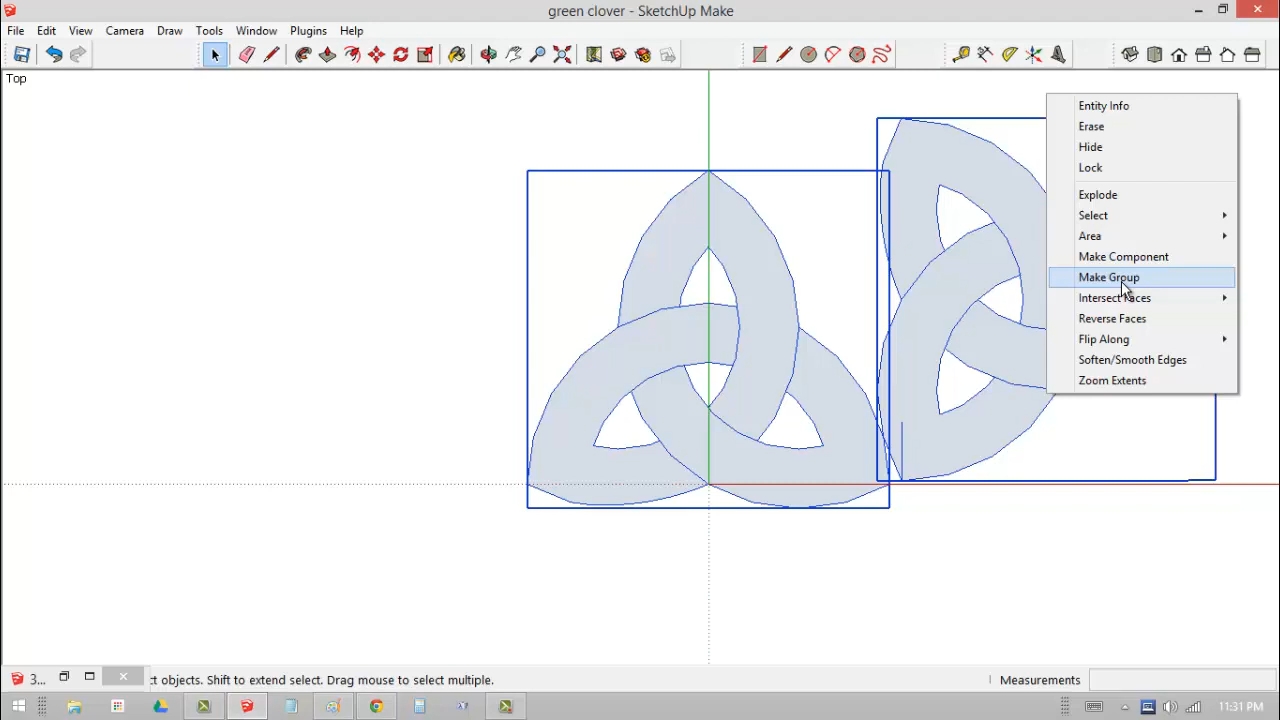 green clover - SketchUp Make
File Edit View Camera Draw Tools Window Plugins Help
Top
Entity Info
Erase
Hide
Lock
Explode
Select
Area
Make Component
Make Group
Intersect Faces
Reverse Faces
Flip Along
Soften/Smooth Edges
Zoom Extents
3... ct objects. Shift to extend select. Drag mouse to select multiple. Measurements
11:31 PM